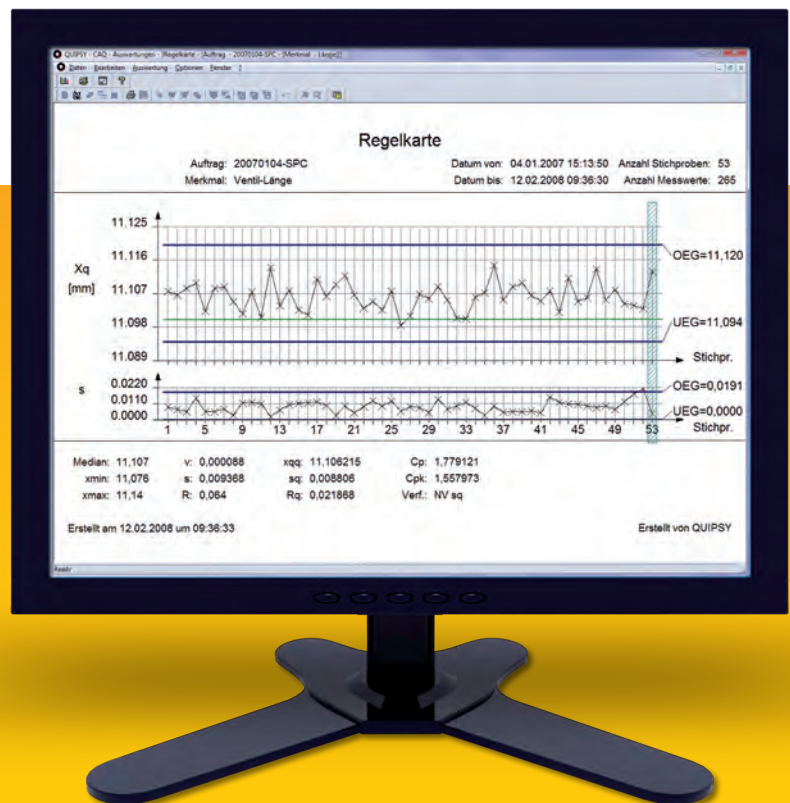 QUIPSY - CAQ - Auswertungen - [Regelkarte - [Auftrag - 20070104-SPC - [Merkmal - Länge]]
Daten Bearbeiten Auswertung Optionen Fenster ?
Regelkarte
Auftrag: 20070104-SPC Datum von: 04.01.2007 15:13:50 Anzahl Stichproben: 53
Merkmal: Ventil-Länge Datum bis: 12.02.2008 09:36:30 Anzahl Messwerte: 265
11,125
OEG=11,120
11,116
Xq
[mm] 11,107
11,098
UEG=11,094
11,089
Stichpr.
s 0.0220 OEG=0,0191
0.0110
0.0000 UEG=0,0000
1 5 9 13 17 21 25 29 33 37 41 45 49 53 Stichpr.
Median: 11,107 v: 0,000088 xqq: 11,106215 Cp: 1,779121
xmin: 11,076 s: 0,009368 sq: 0,008806 Cpk: 1,557973
xmax: 11,14 R: 0,064 Rq: 0,021868 Verf.: NV sq
Erstellt am 12.02.2008 um 09:36:33 Erstellt von QUIPSY
Ready